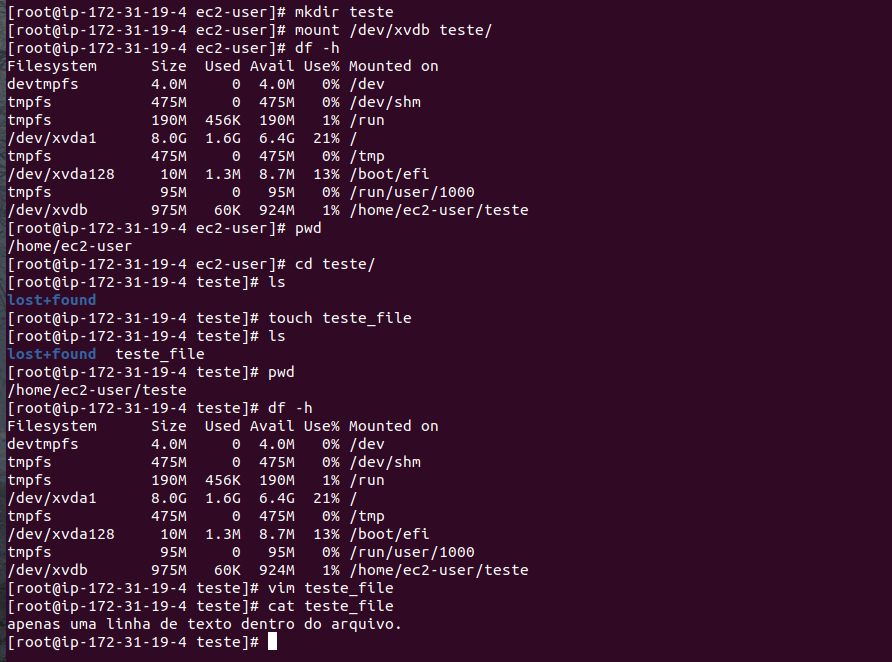 [root@ip-172-31-19-4 ec2-user]# mkdir teste
[root@ip-172-31-19-4 ec2-user]# mount /dev/xvdb teste/
[root@ip-172-31-19-4 ec2-user]# df -h
Filesystem      Size  Used Avail Use% Mounted on
devtmpfs        4.0M     0  4.0M   0% /dev
tmpfs           475M     0  475M   0% /dev/shm
tmpfs           190M  456K  190M   1% /run
/dev/xvda1      8.0G  1.6G  6.4G  21% /
tmpfs           475M     0  475M   0% /tmp
/dev/xvda128     10M  1.3M  8.7M  13% /boot/efi
tmpfs            95M     0   95M   0% /run/user/1000
/dev/xvdb       975M   60K  924M   1% /home/ec2-user/teste
[root@ip-172-31-19-4 ec2-user]# pwd
/home/ec2-user
[root@ip-172-31-19-4 ec2-user]# cd teste/
[root@ip-172-31-19-4 teste]# ls
lost+found
[root@ip-172-31-19-4 teste]# touch teste_file
[root@ip-172-31-19-4 teste]# ls
lost+found  teste_file
[root@ip-172-31-19-4 teste]# pwd
/home/ec2-user/teste
[root@ip-172-31-19-4 teste]# df -h
Filesystem      Size  Used Avail Use% Mounted on
devtmpfs        4.0M     0  4.0M   0% /dev
tmpfs           475M     0  475M   0% /dev/shm
tmpfs           190M  456K  190M   1% /run
/dev/xvda1      8.0G  1.6G  6.4G  21% /
tmpfs           475M     0  475M   0% /tmp
/dev/xvda128     10M  1.3M  8.7M  13% /boot/efi
tmpfs            95M     0   95M   0% /run/user/1000
/dev/xvdb       975M   60K  924M   1% /home/ec2-user/teste
[root@ip-172-31-19-4 teste]# vim teste_file
[root@ip-172-31-19-4 teste]# cat teste_file
apenas uma linha de texto dentro do arquivo.
[root@ip-172-31-19-4 teste]#